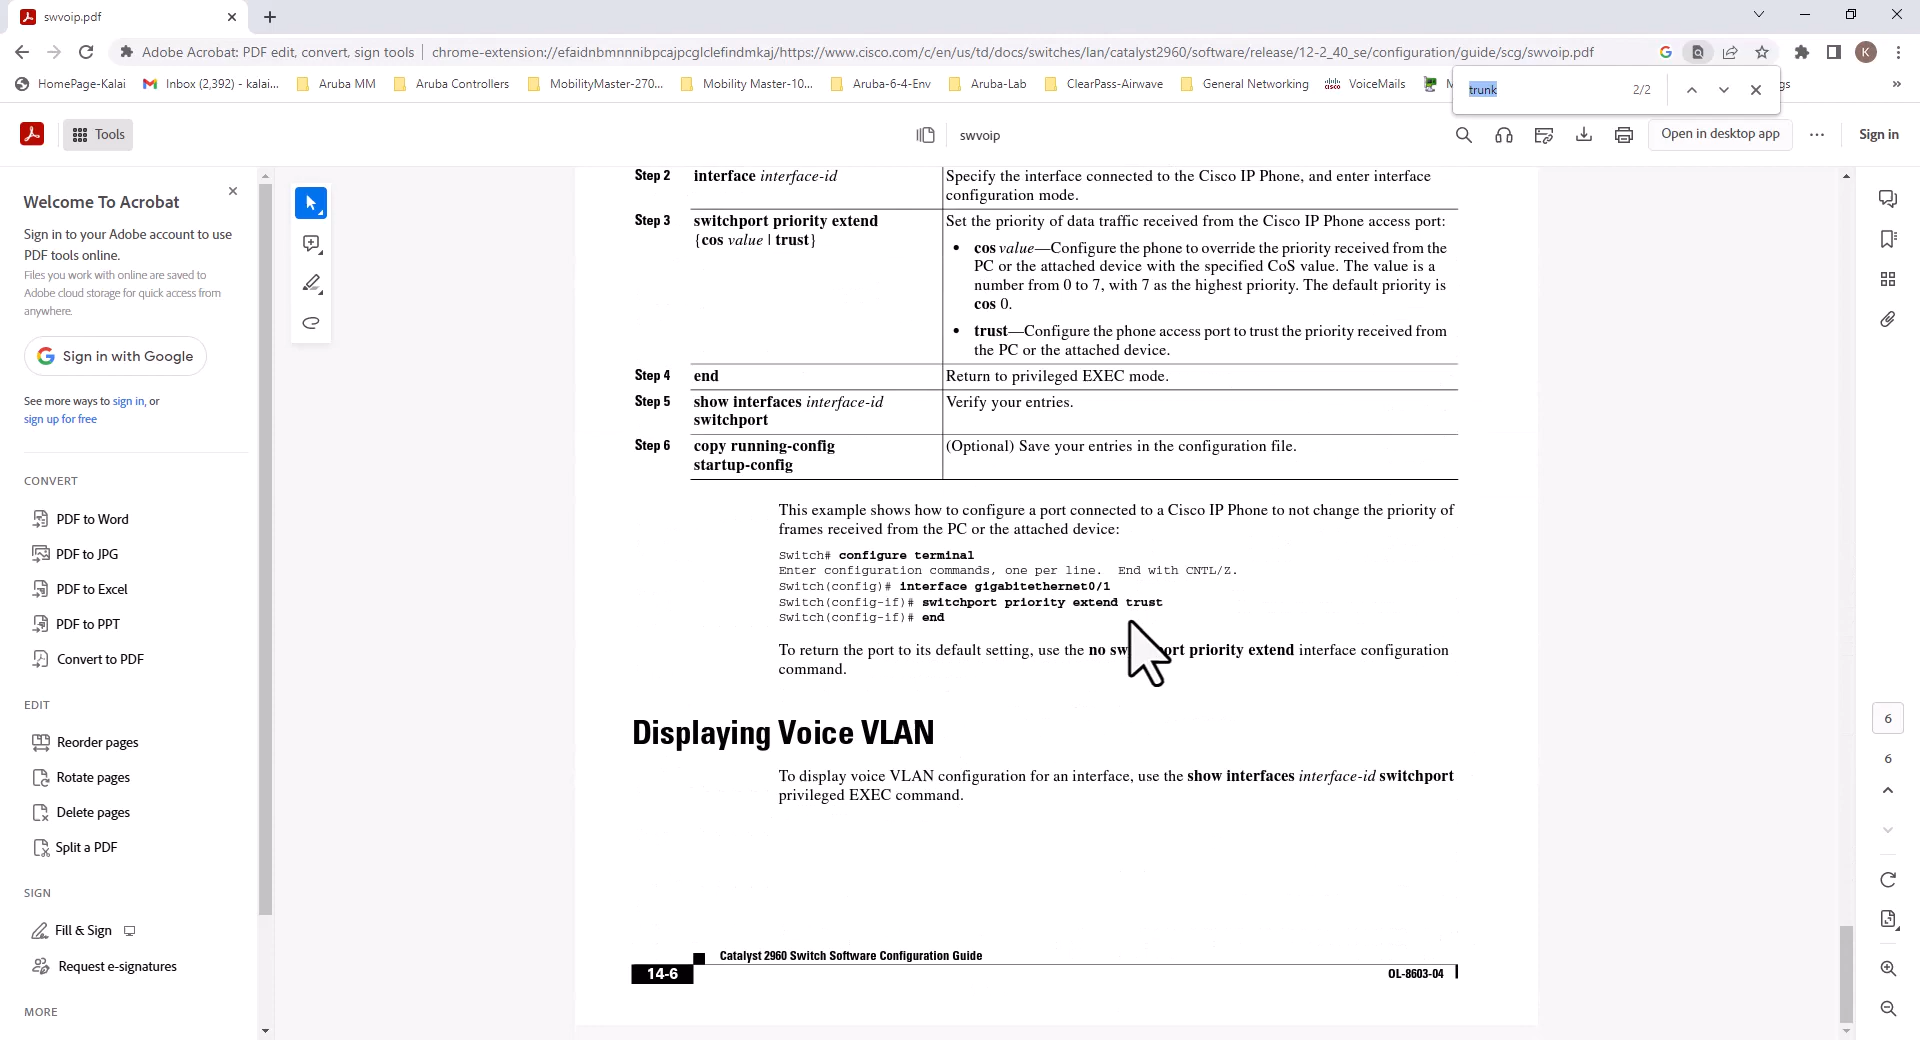 swvoip.pdf
Adobe Acrobat: PDF edit, convert, sign tools | chrome-extension://efaidnbmnnnibpcajpcglclefindmkaj/https://www.cisco.com/c/en/us/td/docs/switches/lan/catalyst2960/software/release/12-2_40_se/configuration/guide/scg/swvoip.pdf
K
HomePage-Kalai
Inbox (2,392) - kalai...
Aruba MM
Aruba Controllers
MobilityMaster-270...
Mobility Master-10...
Aruba-6-4-Env
Aruba-Lab
ClearPass-Airwave
General Networking
VoiceMails
trunk
2/2
Tools
swvoip
Open in desktop app
Sign in
Welcome To Acrobat
Sign in to your Adobe account to use
PDF tools online.
Files you work with online are saved to
Adobe cloud storage for quick access from
anywhere.
Sign in with Google
See more ways to sign in, or
sign up for free
CONVERT
PDF to Word
PDF to JPG
PDF to Excel
PDF to PPT
Convert to PDF
EDIT
Reorder pages
Rotate pages
Delete pages
Split a PDF
SIGN
Fill & Sign
Request e-signatures
MORE
Step 2 interface interface-id Specify the interface connected to the Cisco IP Phone, and enter interface
configuration mode.
Step 3 switchport priority extend Set the priority of data traffic received from the Cisco IP Phone access port:
{cos value | trust}
• cos value—Configure the phone to override the priority received from the
PC or the attached device with the specified CoS value. The value is a
number from 0 to 7, with 7 as the highest priority. The default priority is
cos 0.
• trust—Configure the phone access port to trust the priority received from
the PC or the attached device.
Step 4 end Return to privileged EXEC mode.
Step 5 show interfaces interface-id Verify your entries.
switchport
Step 6 copy running-config (Optional) Save your entries in the configuration file.
startup-config
This example shows how to configure a port connected to a Cisco IP Phone to not change the priority of
frames received from the PC or the attached device:
Switch# configure terminal
Enter configuration commands, one per line. End with CNTL/Z.
Switch(config)# interface gigabitethernet0/1
Switch(config-if)# switchport priority extend trust
Switch(config-if)# end
To return the port to its default setting, use the no sw ort priority extend interface configuration
command.
Displaying Voice VLAN
To display voice VLAN configuration for an interface, use the show interfaces interface-id switchport
privileged EXEC command.
Catalyst 2960 Switch Software Configuration Guide
14-6
OL-8603-04
6
6